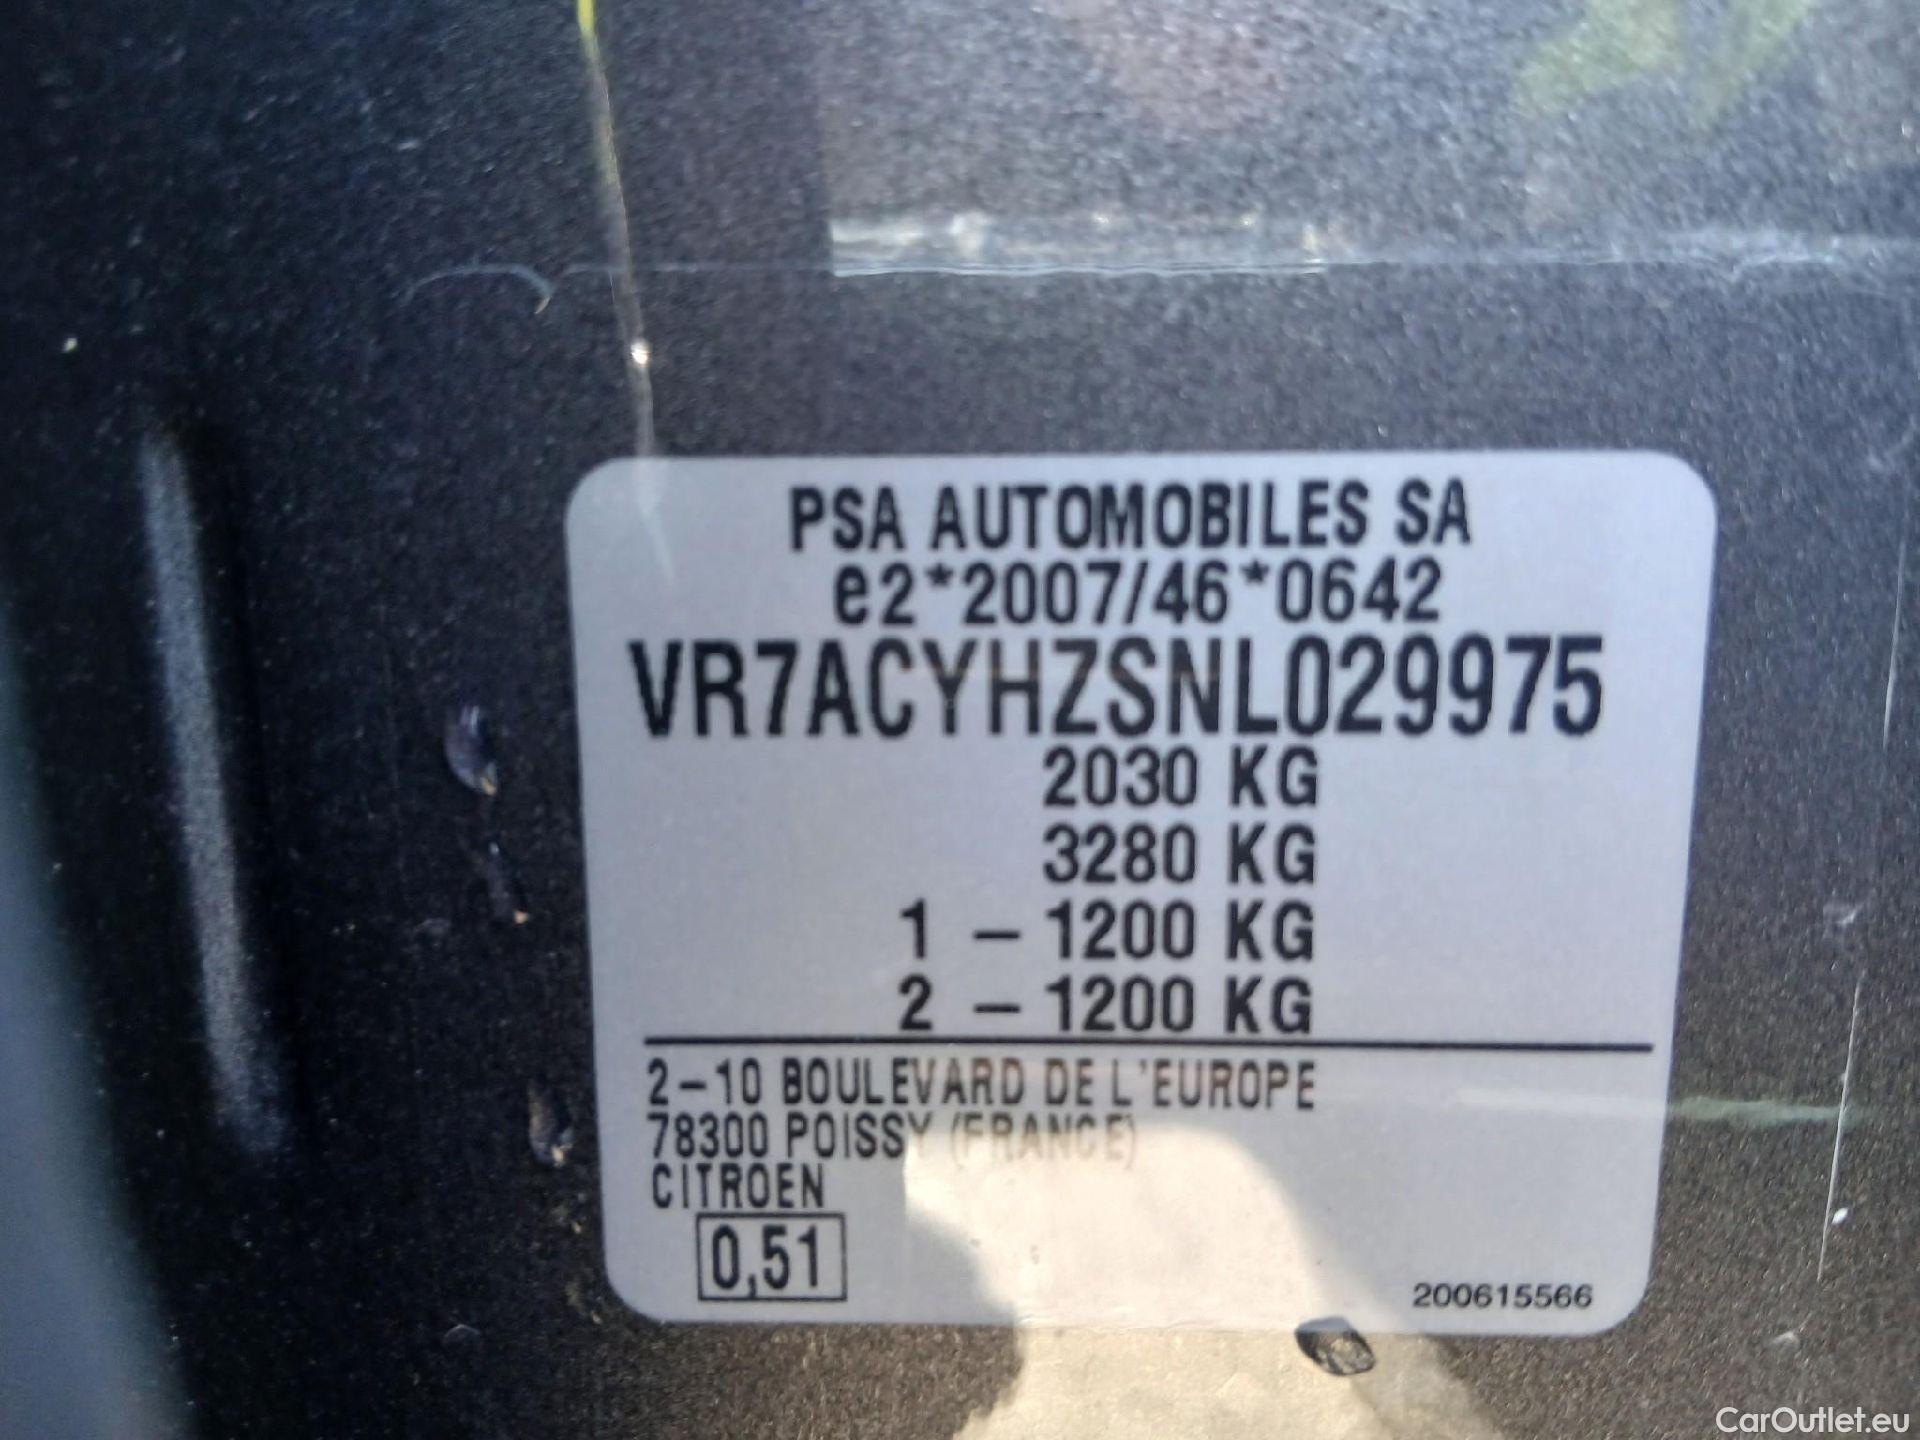 PSA AUTOMOBILES SA
e2*2007/46*0642
VR7ACYHZSNL029975
2030 KG
3280 KG
1 – 1200 KG
2 – 1200 KG
2–10 BOULEVARD DE L'EUROPE
78300 POISSY (FRANCE)
CITROEN
0,51
200615566
CarOutlet.eu